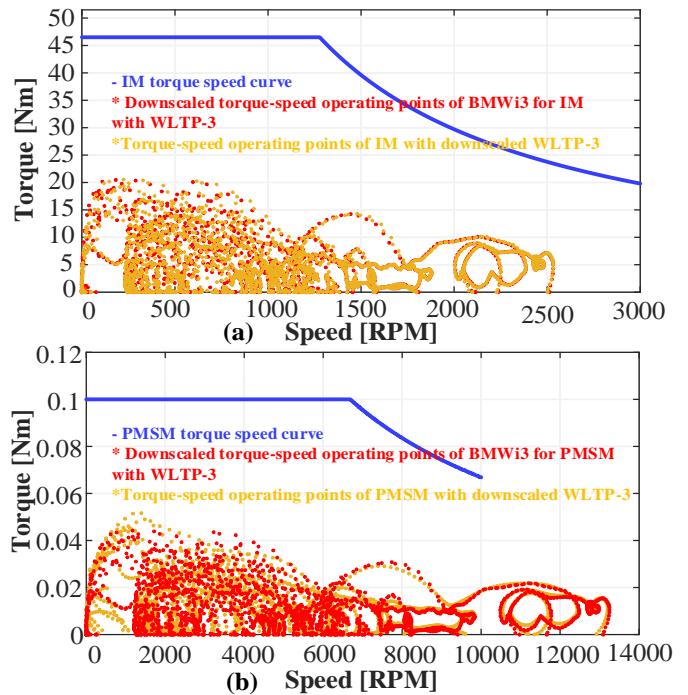 50
45
40
35
30
25
20
15
10
5
0
Torque [Nm]
- IM torque speed curve
* Downscaled torque-speed operating points of BMWi3 for IM
with WLTP-3
*Torque-speed operating points of IM with downscaled WLTP-3
0 500 1000 1500 2000 2500 3000
(a) Speed [RPM]
0.12
0.1
0.08
0.06
0.04
0.02
0
Torque [Nm]
- PMSM torque speed curve
* Downscaled torque-speed operating points of BMWi3 for PMSM
with WLTP-3
*Torque-speed operating points of PMSM with downscaled WLTP-3
0 2000 4000 6000 8000 10000 12000 14000
(b) Speed [RPM]